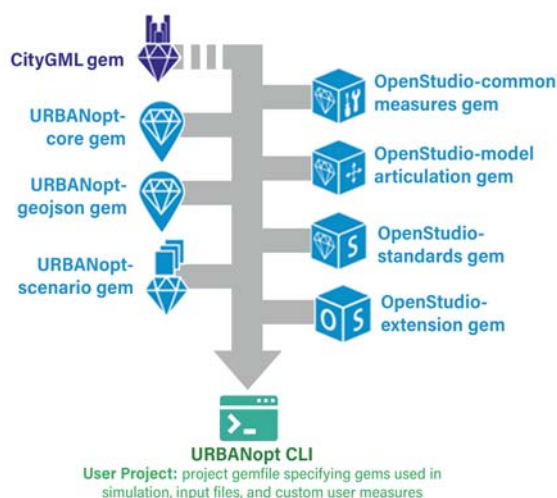 CityGML gem
OpenStudio-common
measures gem
URBANopt-
core gem
OpenStudio-model
articulation gem
URBANopt-
geojson gem
OpenStudio-
standards gem
URBANopt-
scenario gem
OpenStudio-
extension gem
S
O S
URBANopt CLI
User Project: project gemfile specifying gems used in
simulation, input files, and custom user measures